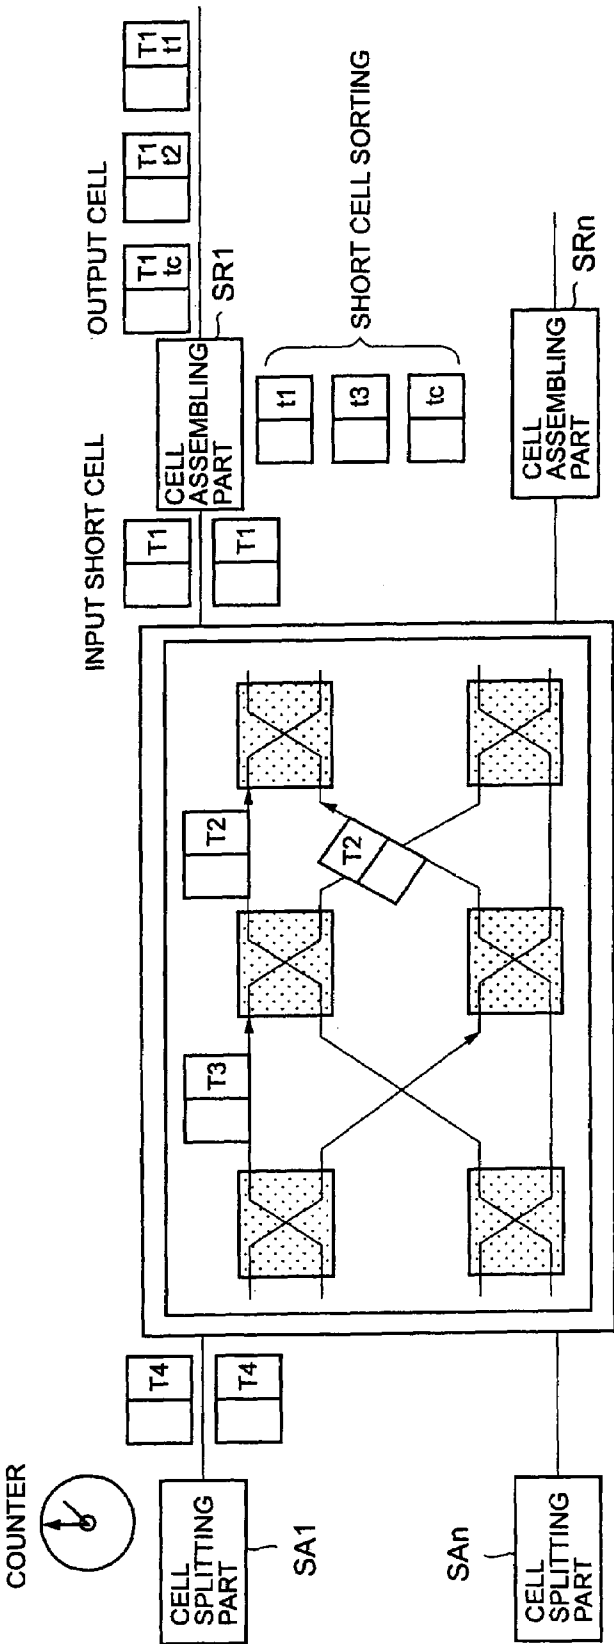 COUNTER
CELL
SPLITTING
PART
SA1
CELL
SPLITTING
PART
SAn
T4
T4
T3
T2
T2
INPUT SHORT CELL
T1
T1
CELL
ASSEMBLING
PART
SR1
CELL
ASSEMBLING
PART
SRn
OUTPUT CELL
T1
tc
T1
t2
T1
t1
t1
t3
tc
SHORT CELL SORTING